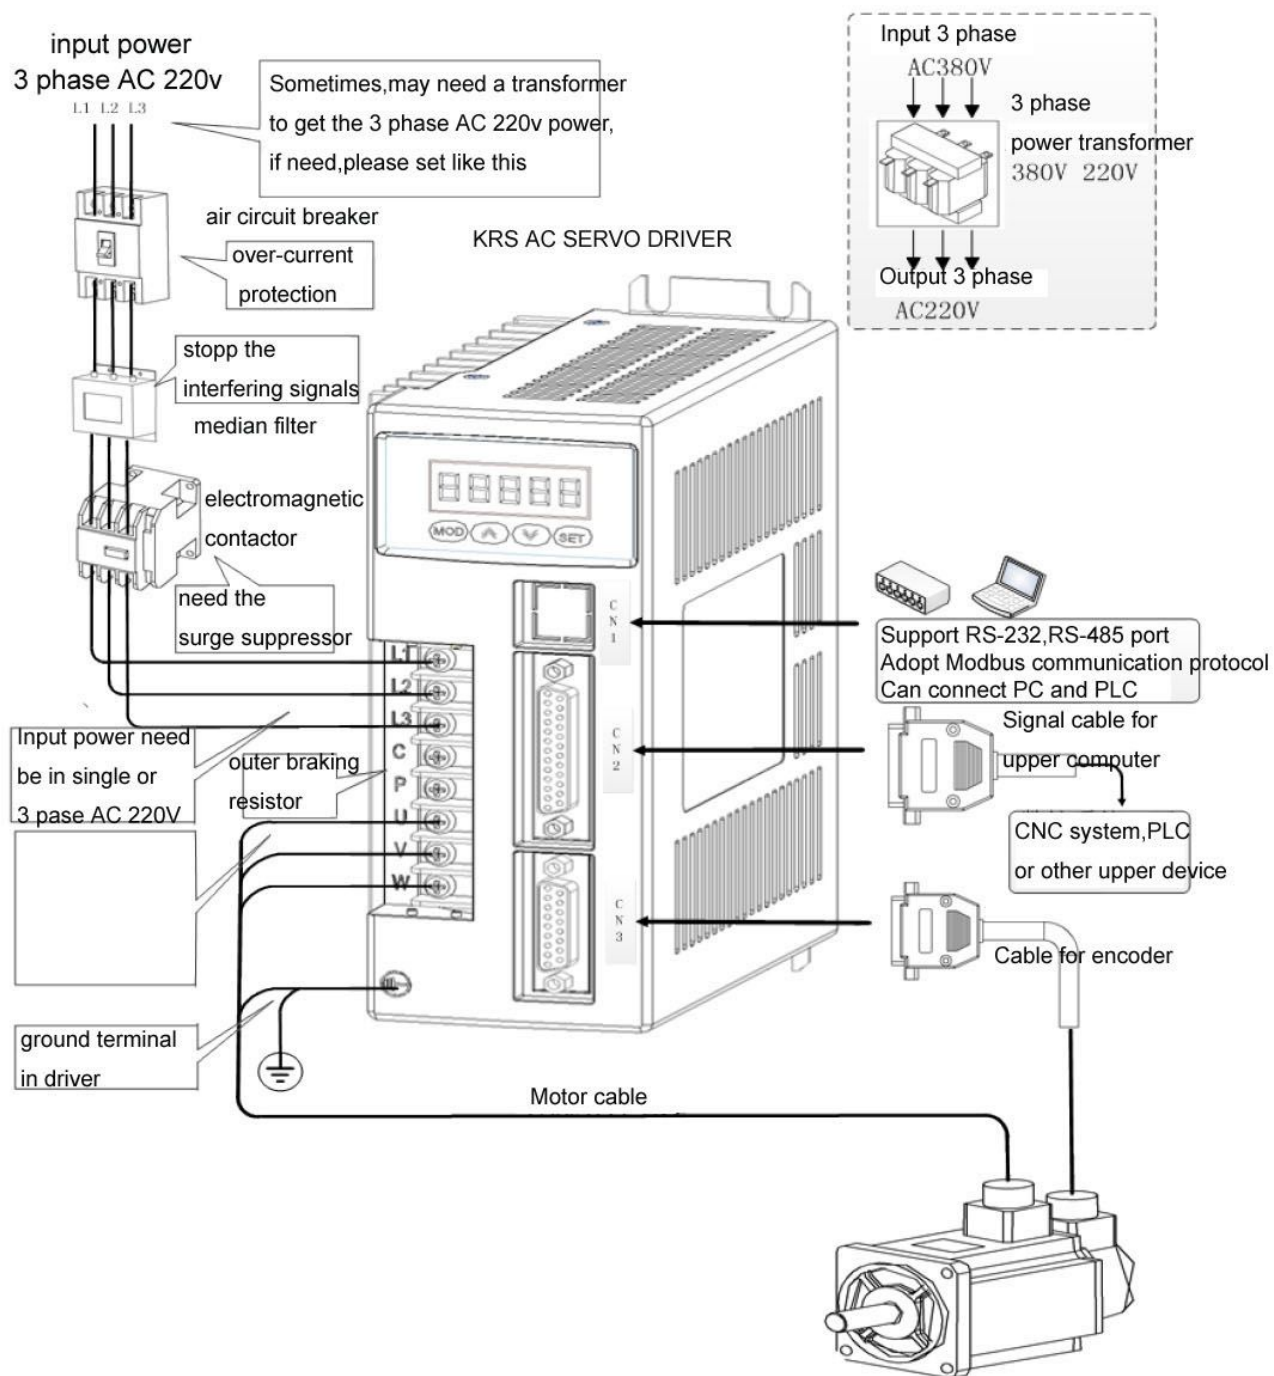 input power
3 phase AC 220v
L1 L2 L3
Sometimes,may need a transformer
to get the 3 phase AC 220v power,
if need,please set like this
Input 3 phase
AC380V
3 phase
power transformer
380V 220V
Output 3 phase
AC220V
air circuit breaker
over-current
protection
KRS AC SERVO DRIVER
stopp the
interfering signals
median filter
electromagnetic
contactor
need the
surge suppressor
MOD
SET
CN1
Support RS-232,RS-485 port
Adopt Modbus communication protocol
Can connect PC and PLC
L1
L2
L3
C
P
U
V
W
Input power need
be in single or
3 pase AC 220V
outer braking
resistor
CN2
Signal cable for
upper computer
CNC system,PLC
or other upper device
CN3
Cable for encoder
ground terminal
in driver
Motor cable